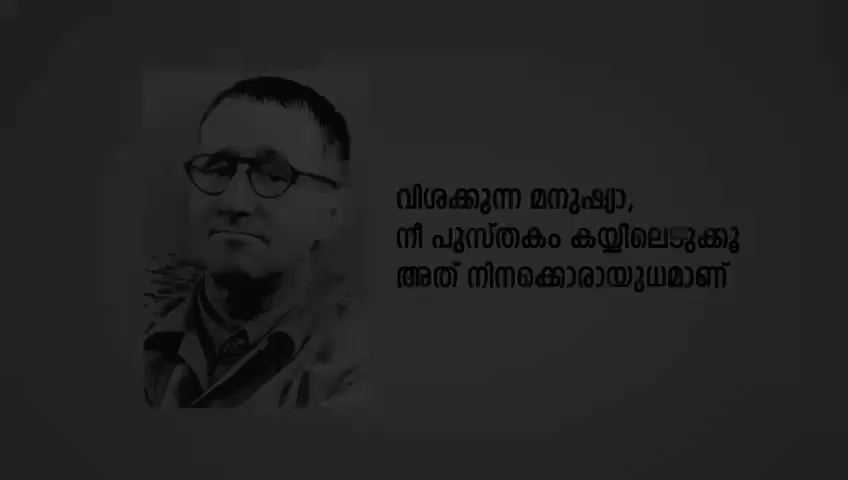 വിശക്കുന്ന മനുഷ്യാ,
നീ പുസ്തകം കയ്യിലെടുക്കൂ
അത് നിനക്കൊരായുധമാണ്